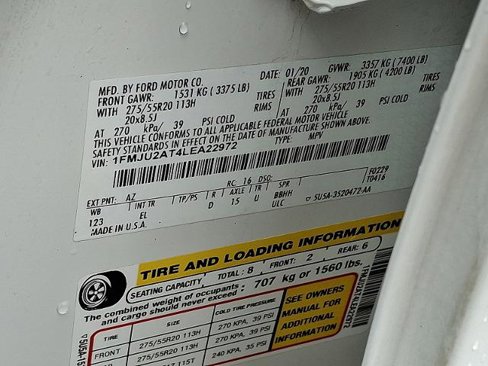 MFD. BY FORD MOTOR CO.
DATE: 01/20 GVWR: 3357 KG (7400 LB)
FRONT GAWR: 1531 KG (3375 LB)
REAR GAWR: 1905 KG (4200 LB)
WITH 275/55R20 113H TIRES
WITH 275/55R20 113H TIRES
20x8.5J RIMS
20x8.5J RIMS
AT 270 kPa/ 39 PSI COLD
AT 270 kPa/ 39 PSI COLD
THIS VEHICLE CONFORMS TO ALL APPLICABLE FEDERAL MOTOR VEHICLE
SAFETY STANDARDS IN EFFECT ON THE DATE OF MANUFACTURE SHOWN ABOVE.
VIN: 1FMJU2AT4LEA22972
TYPE: MPV
F0229
T0416
EXT PNT: AZ RC: 16 DSO:
WB INT TR TP/PS R AXLE TR SPR
123 EL D 15 U BBHH
ULC ▽ 5USA-3520472-AA
MADE IN U.S.A.
TIRE AND LOADING INFORMATION
SEATING CAPACITY: TOTAL: 8 FRONT: 2 REAR: 6
The combined weight of occupants and cargo should never exceed: 707 kg or 1560 lbs.
TIRE SIZE COLD TIRE PRESSURE
FRONT 275/55R20 113H 270 KPA, 39 PSI
275/55R20 113H 270 KPA, 39 PSI
115T 240 KPA, 35 PSI
SEE OWNERS
MANUAL FOR
ADDITIONAL
INFORMATION
1FMJU2AT4LEA22972